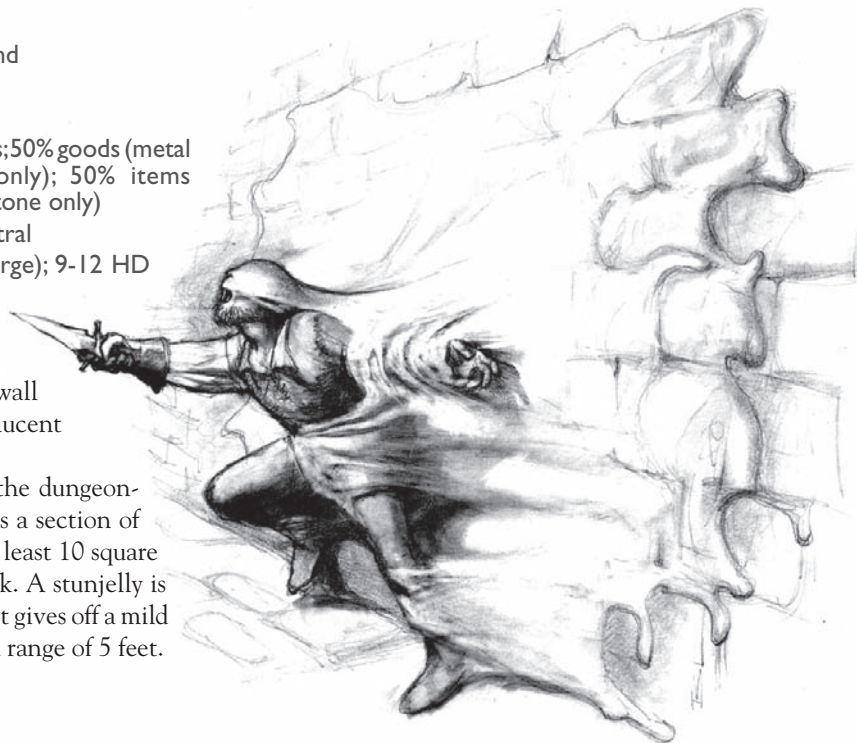 nd
s;50% goods (metal
only); 50% items
tone only)
tral
rge); 9-12 HD
wall
lucent
the dungeon-
s a section of
least 10 square
k. A stunjelly is
t gives off a mild
range of 5 feet.